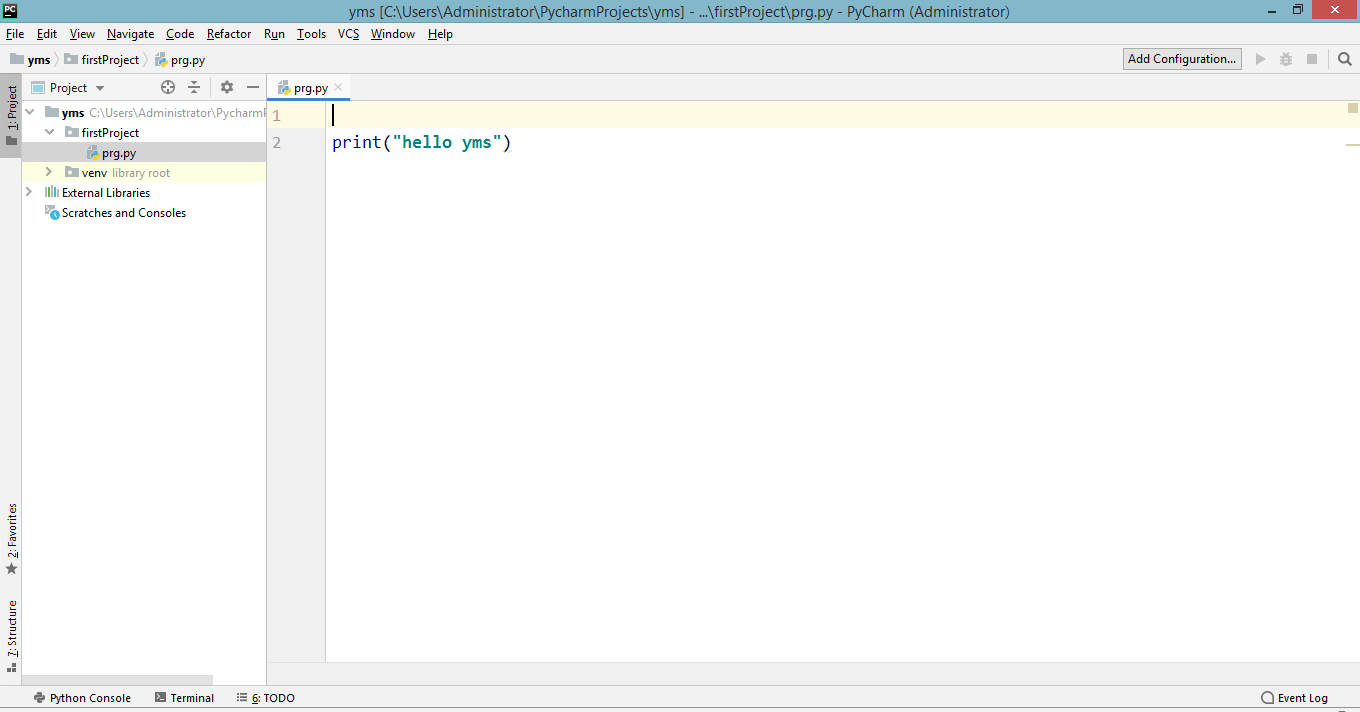 PC yms [C:\Users\Administrator\PycharmProjects\yms] - ...\firstProject\prg.py - PyCharm (Administrator)
File Edit View Navigate Code Refactor Run Tools VCS Window Help
yms firstProject prg.py Add Configuration...
1: Project
Project
prg.py
yms C:\Users\Administrator\PycharmP
firstProject
prg.py
venv library root
External Libraries
Scratches and Consoles
1
2 print("hello yms")
2: Favorites
7: Structure
Python Console Terminal 6: TODO Event Log